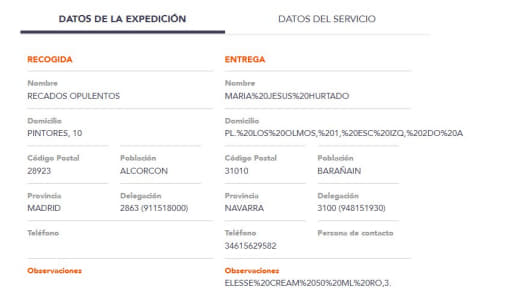 DATOS DE LA EXPEDICIÓN DATOS DEL SERVICIO
RECOGIDA ENTREGA
Nombre Nombre
RECADOS OPULENTOS MARIA%20JESUS%20HURTADO
Domicilio Domicilio
PINTORES, 10 PL.%20LOS%20OLMOS,%201,%20ESC%20IZQ,%202DO%20A
Código Postal Población Código Postal Población
28923 ALCORCON 31010 BARAÑAIN
Provincia Delegación Provincia Delegación
MADRID 2863 (911518000) NAVARRA 3100 (948151930)
Teléfono Teléfono Persona de contacto
34615629582
Observaciones Observaciones
ELESSE%20CREAM%2050%20ML%20RO,3.